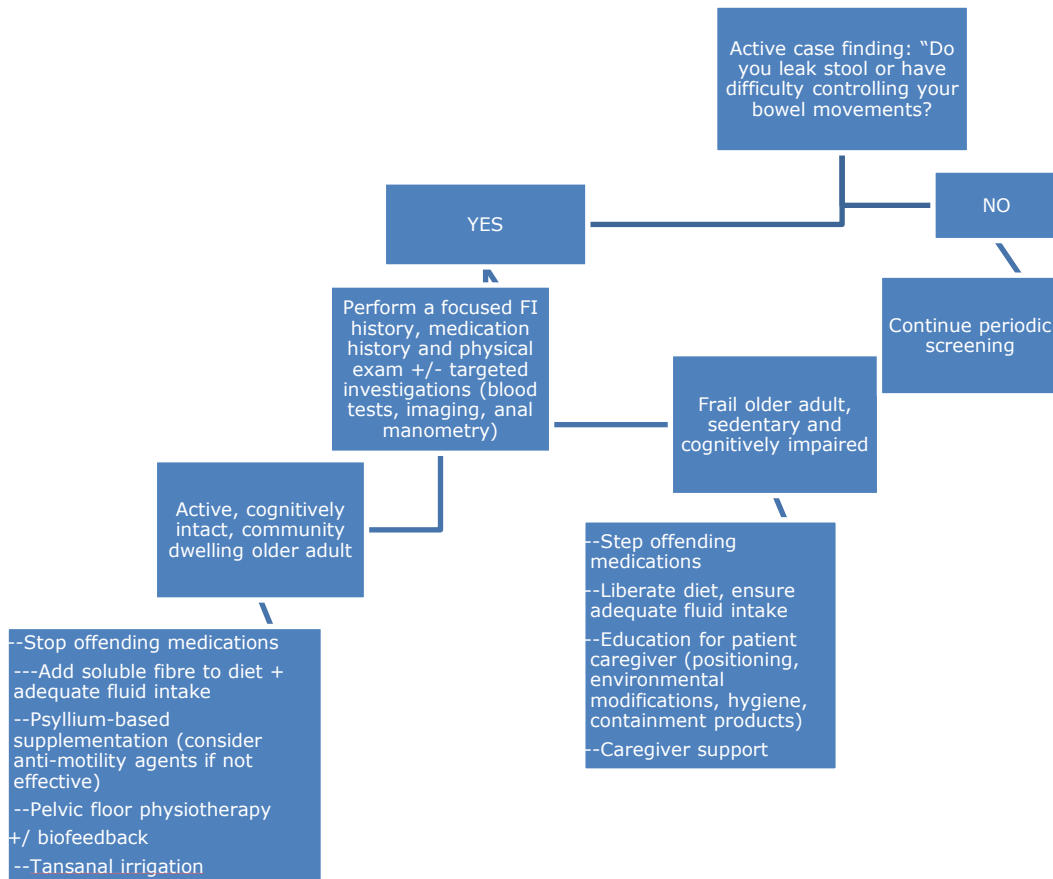 Active case finding: “Do
you leak stool or have
difficulty controlling your
bowel movements?
YES
NO
Perform a focused FI
history, medication
history and physical
exam +/- targeted
investigations (blood
tests, imaging, anal
manometry)
Continue periodic
screening
Frail older adult,
sedentary and
cognitively impaired
Active, cognitively
intact, community
dwelling older adult
--Step offending
medications
--Liberate diet, ensure
adequate fluid intake
--Education for patient
caregiver (positioning,
environmental
modifications, hygiene,
containment products)
--Caregiver support
--Stop offending medications
---Add soluble fibre to diet +
adequate fluid intake
--Psyllium-based
supplementation (consider
anti-motility agents if not
effective)
--Pelvic floor physiotherapy
+/ biofeedback
--Tansanal irrigation